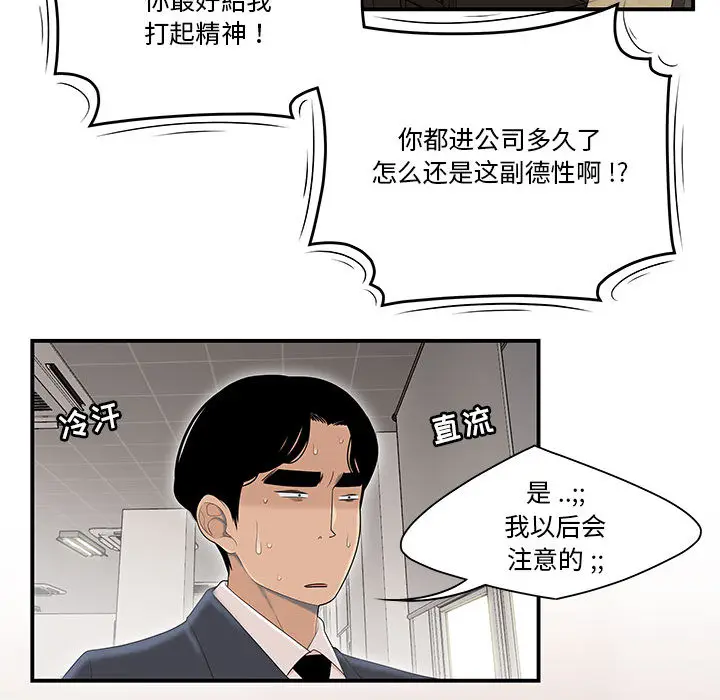 你最好給我
打起精神！
你都进公司多久了
怎么还是这副德性啊!?
冷汗
直流
是..;;
我以后会
注意的;;